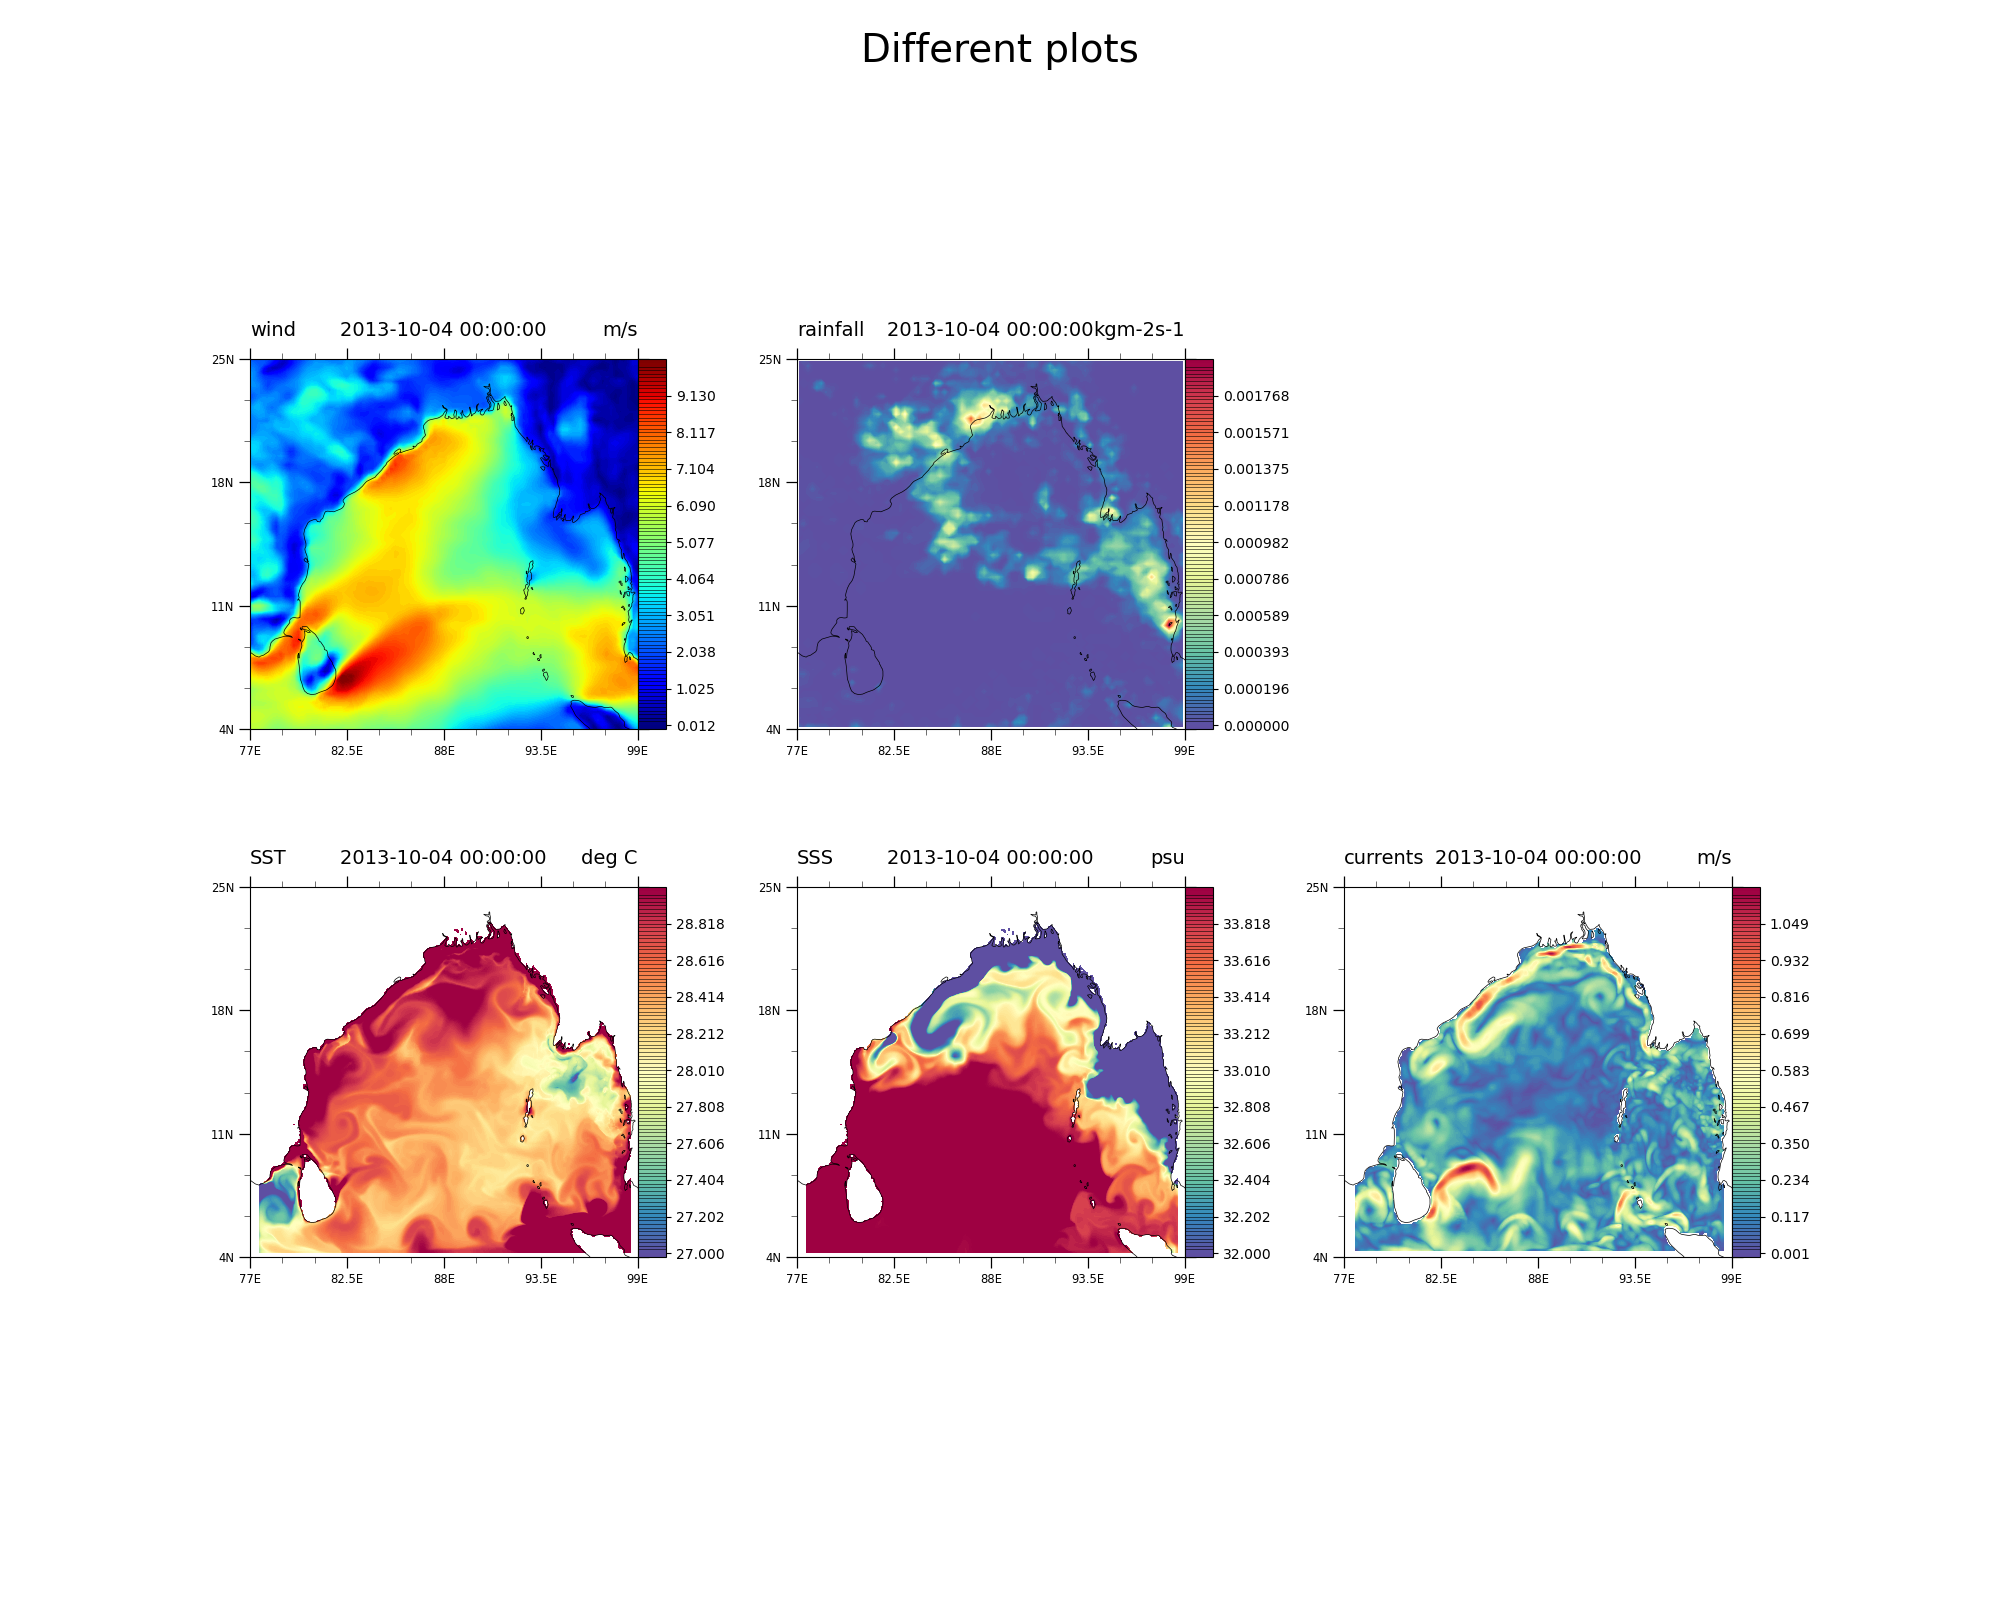 Different plots
wind 2013-10-04 00:00:00 m/s
25N
18N
11N
4N
77E 82.5E 88E 93.5E 99E
9.130
8.117
7.104
6.090
5.077
4.064
3.051
2.038
1.025
0.012
rainfall 2013-10-04 00:00:00kgm-2s-1
25N
18N
11N
4N
77E 82.5E 88E 93.5E 99E
0.001768
0.001571
0.001375
0.001178
0.000982
0.000786
0.000589
0.000393
0.000196
0.000000
SST 2013-10-04 00:00:00 deg C
25N
18N
11N
4N
77E 82.5E 88E 93.5E 99E
28.818
28.616
28.414
28.212
28.010
27.808
27.606
27.404
27.202
27.000
SSS 2013-10-04 00:00:00 psu
25N
18N
11N
4N
77E 82.5E 88E 93.5E 99E
33.818
33.616
33.414
33.212
33.010
32.808
32.606
32.404
32.202
32.000
currents 2013-10-04 00:00:00 m/s
25N
18N
11N
4N
77E 82.5E 88E 93.5E 99E
1.049
0.932
0.816
0.699
0.583
0.467
0.350
0.234
0.117
0.001